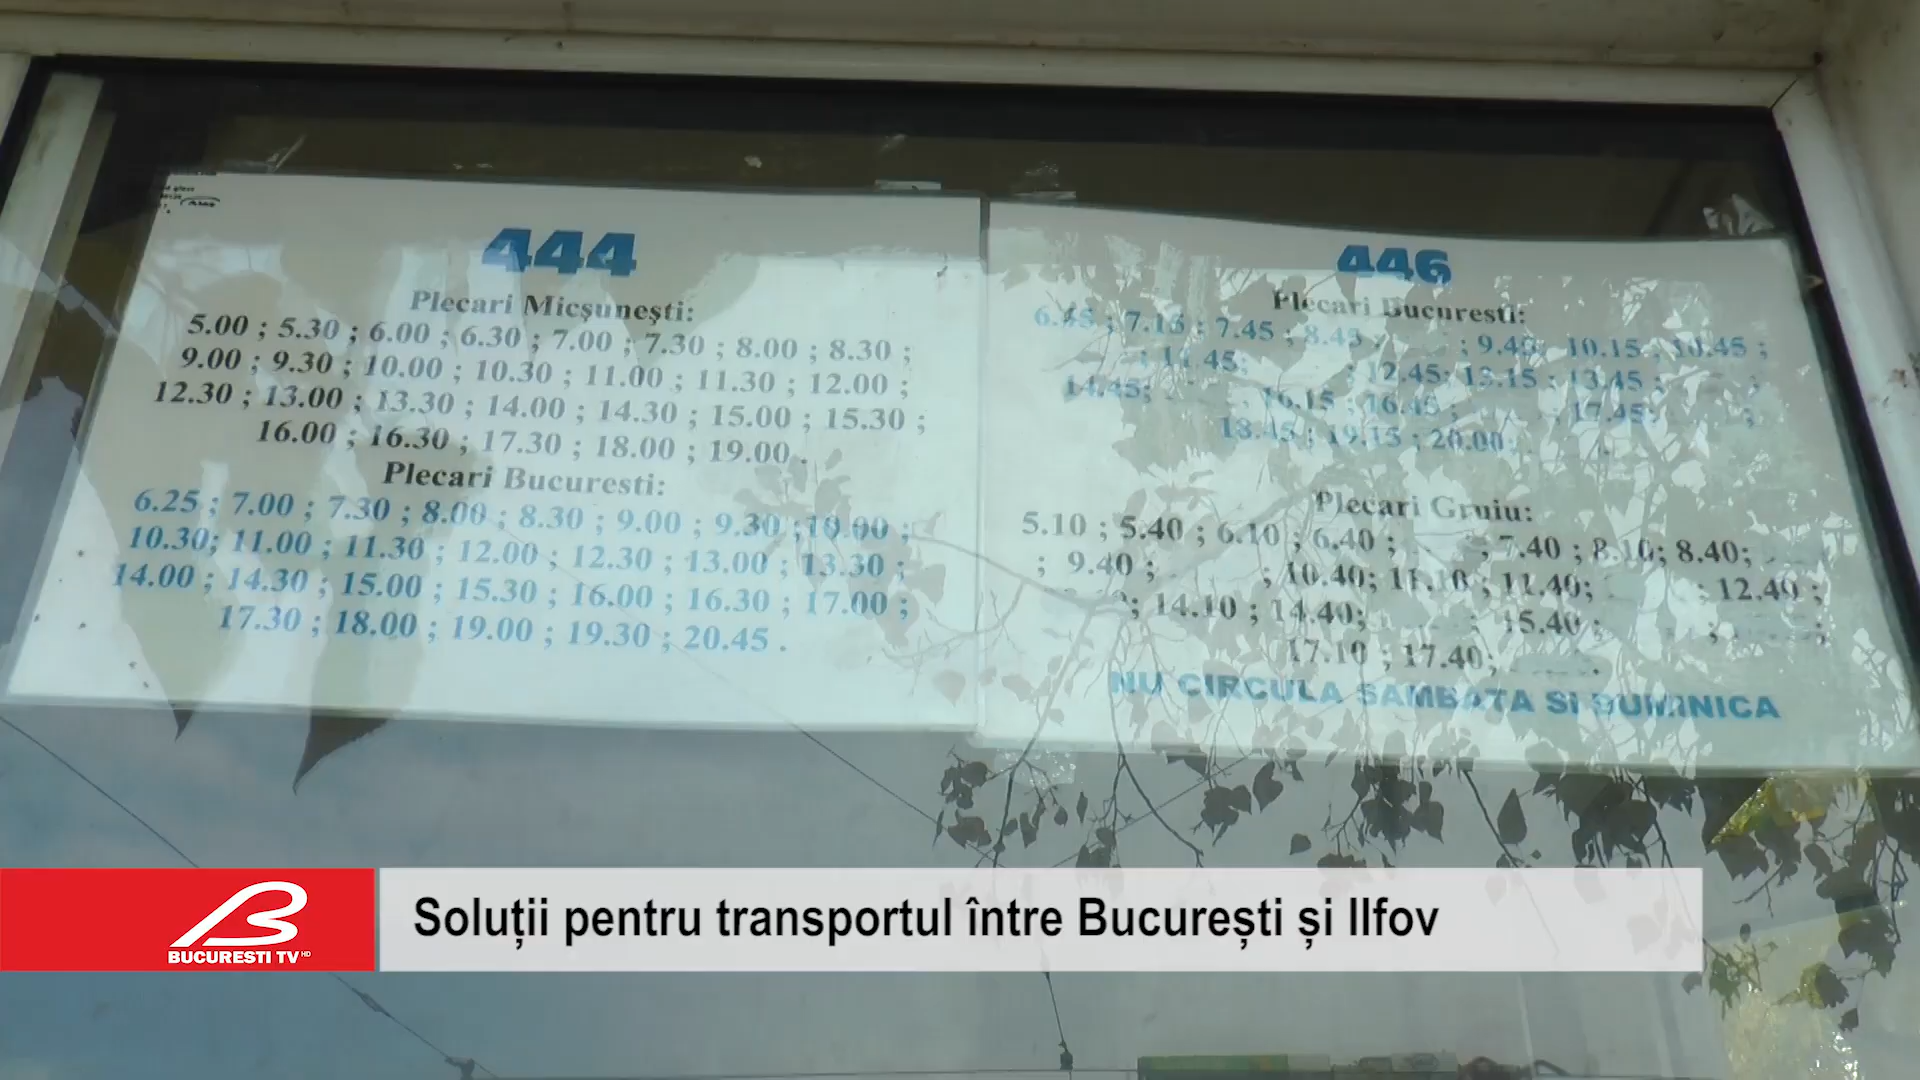 444
Plecari Micşuneşti:
5.00 ; 5.30 ; 6.00 ; 6.30 ; 7.00 ; 7.30 ; 8.00 ; 8.30 ;
9.00 ; 9.30 ; 10.00 ; 10.30 ; 11.00 ; 11.30 ; 12.00 ;
12.30 ; 13.00 ; 13.30 ; 14.00 ; 14.30 ; 15.00 ; 15.30 ;
16.00 ; 16.30 ; 17.30 ; 18.00 ; 19.00 .
Plecari Bucuresti:
6.25 ; 7.00 ; 7.30 ; 8.00 ; 8.30 ; 9.00 ; 9.30 ; 10.00 ;
10.30; 11.00 ; 11.30 ; 12.00 ; 12.30 ; 13.00 ; 13.30 ;
14.00 ; 14.30 ; 15.00 ; 15.30 ; 16.00 ; 16.30 ; 17.00 ;
17.30 ; 18.00 ; 19.00 ; 19.30 ; 20.45 .
446
Plecari Bucuresti:
6.45 ; 7.15 ; 7.45 ; 8.45 ; ; 9.45; 10.15 ; 10.45 ;
; 11.45; ; 12.45; 13.15 ; 13.45 ; ;
14.45; ; 16.15 ; 16.45 ; ; 17.45; ;
18.45 ; 19.15 ; 20.00
Plecari Gruiu:
5.10 ; 5.40 ; 6.10 ; 6.40 ; ; 7.40 ; 8.10; 8.40;
; 9.40 ; ; 10.40; 11.10 ; 11.40; ; 12.40 ;
; 14.10 ; 14.40; ; 15.40 ; ; ;
17.10 ; 17.40; .
NU CIRCULA SAMBATA SI DUMINICA
BUCURESTI TV HD
Soluții pentru transportul între București și Ilfov